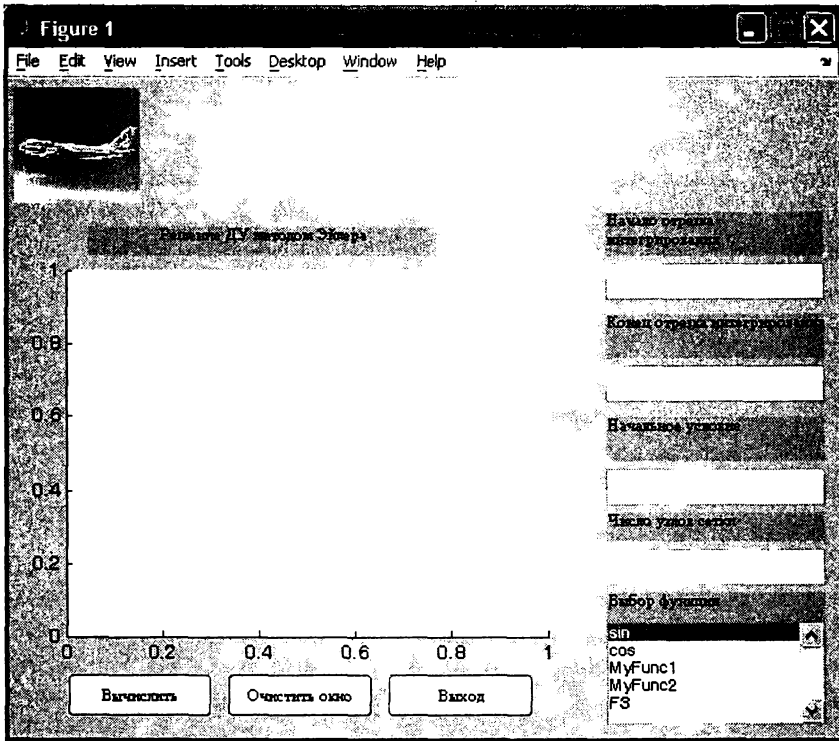 Figure 1
File Edit View Insert Tools Desktop Window Help
Решение ДУ методом Эйлера
Начало отрезка
интегрирования
Конец отрезка интегрирования
Начальное условие
Число узлов сетки
Выбор функции
sin
cos
MyFunc1
MyFunc2
F3
1
0.8
0.6
0.4
0.2
0
0 0.2 0.4 0.6 0.8 1
Вычислить Очистить окно Выход